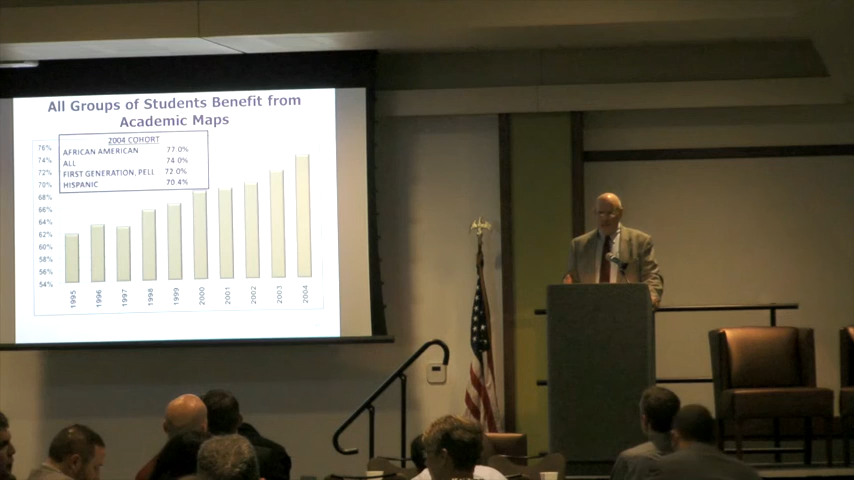 All Groups of Students Benefit from
Academic Maps
2004 COHORT
AFRICAN AMERICAN 77.0%
ALL 74.0%
FIRST GENERATION, PELL 72.0%
HISPANIC 70.4%
76%
74%
72%
70%
68%
66%
64%
62%
60%
58%
56%
54%
1995 1996 1997 1998 1999 2000 2001 2002 2003 2004